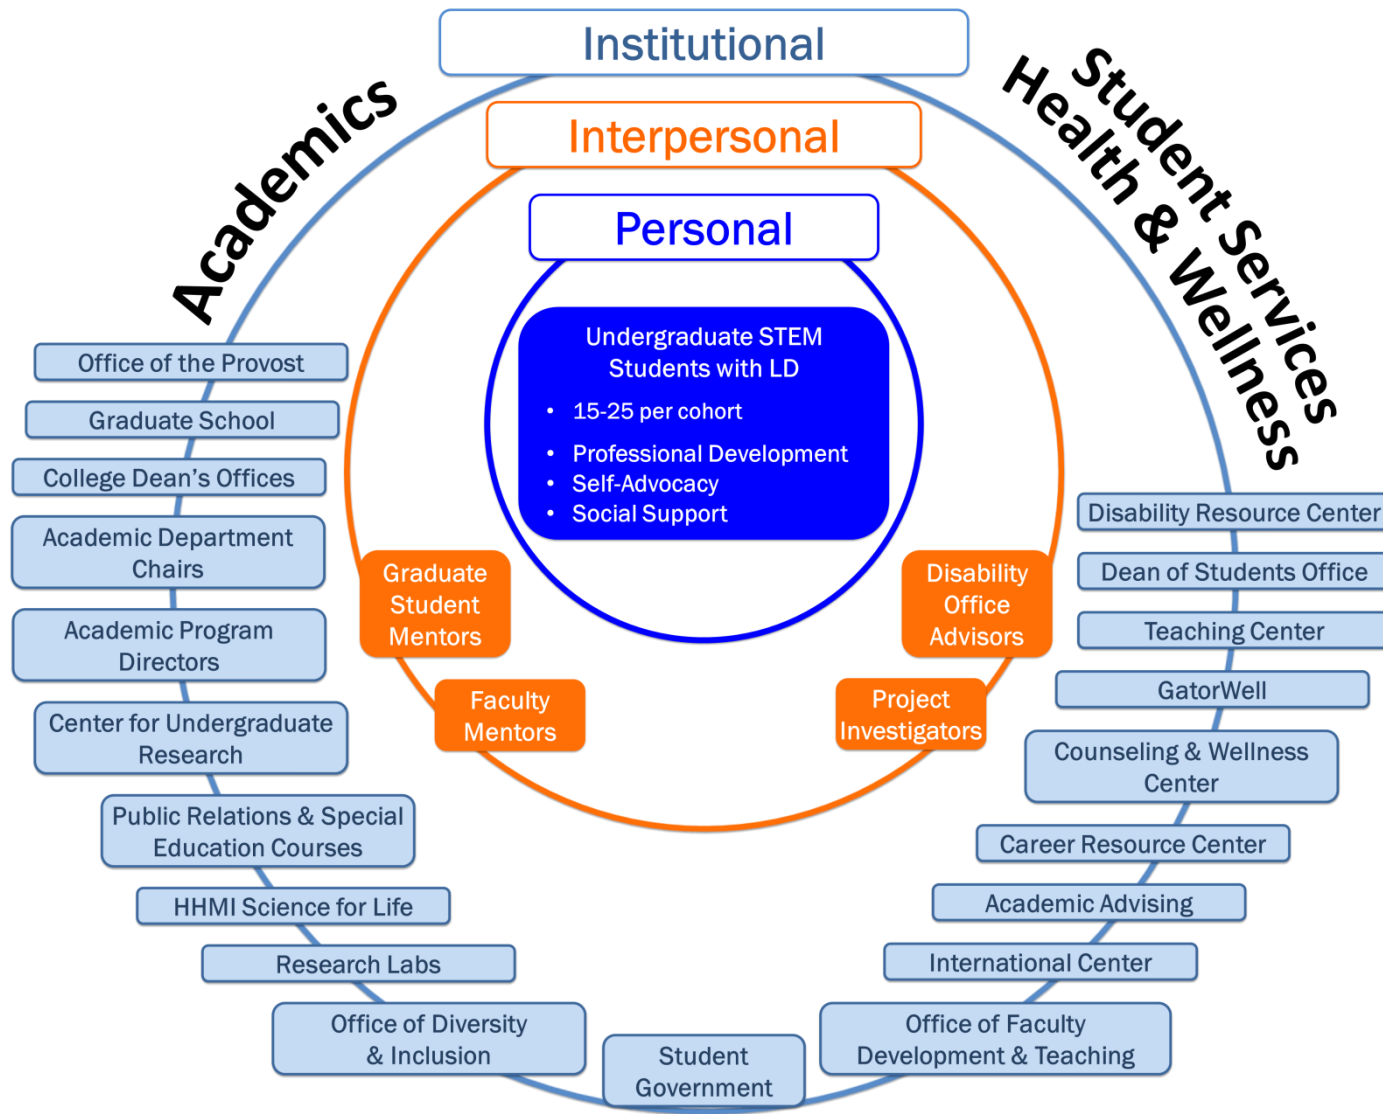 Institutional
Interpersonal
Personal
Academics
Student Services
Health & Wellness
Undergraduate STEM
Students with LD
• 15-25 per cohort
• Professional Development
• Self-Advocacy
• Social Support
Graduate
Student
Mentors
Faculty
Mentors
Disability
Office
Advisors
Project
Investigators
Office of the Provost
Graduate School
College Dean's Offices
Academic Department
Chairs
Academic Program
Directors
Center for Undergraduate
Research
Public Relations & Special
Education Courses
HHMI Science for Life
Research Labs
Office of Diversity
& Inclusion
Student
Government
Disability Resource Center
Dean of Students Office
Teaching Center
GatorWell
Counseling & Wellness
Center
Career Resource Center
Academic Advising
International Center
Office of Faculty
Development & Teaching